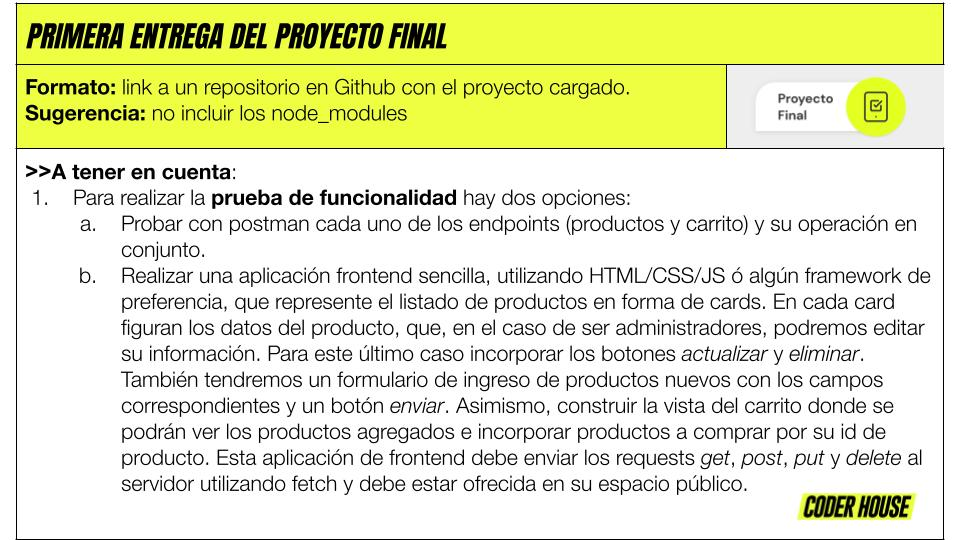 PRIMERA ENTREGA DEL PROYECTO FINAL
Formato: link a un repositorio en Github con el proyecto cargado.
Sugerencia: no incluir los node_modules
Proyecto
Final
>>A tener en cuenta:
1. Para realizar la prueba de funcionalidad hay dos opciones:
a. Probar con postman cada uno de los endpoints (productos y carrito) y su operación en
conjunto.
b. Realizar una aplicación frontend sencilla, utilizando HTML/CSS/JS ó algún framework de
preferencia, que represente el listado de productos en forma de cards. En cada card
figuran los datos del producto, que, en el caso de ser administradores, podremos editar
su información. Para este último caso incorporar los botones actualizar y eliminar.
También tendremos un formulario de ingreso de productos nuevos con los campos
correspondientes y un botón enviar. Asimismo, construir la vista del carrito donde se
podrán ver los productos agregados e incorporar productos a comprar por su id de
producto. Esta aplicación de frontend debe enviar los requests get, post, put y delete al
servidor utilizando fetch y debe estar ofrecida en su espacio público.
CODER HOUSE